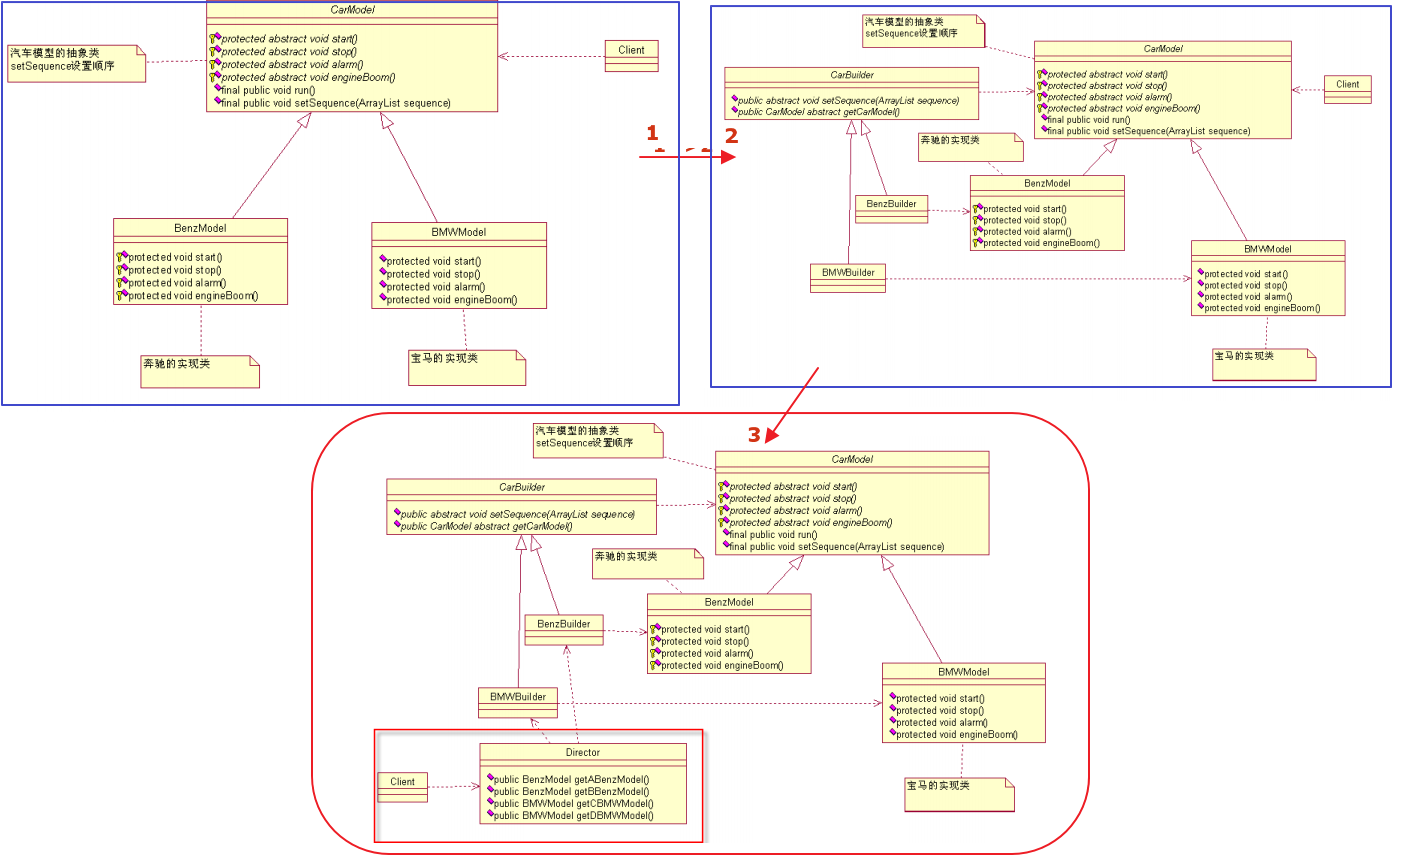 CarModel
protected abstract void start()
protected abstract void stop()
protected abstract void alarm()
protected abstract void engineBoom()
final public void run()
final public void setSequence(ArrayList sequence)
汽车模型的抽象类
setSequence设置顺序
Client
BenzModel
protected void start()
protected void stop()
protected void alarm()
protected void engineBoom()
BMWModel
protected void start()
protected void stop()
protected void alarm()
protected void engineBoom()
奔驰的实现类
宝马的实现类
1
2
汽车模型的抽象类
setSequence设置顺序
CarBuilder
public abstract void setSequence(ArrayList sequence)
public CarModel abstract getCarModel()
CarModel
protected abstract void start()
protected abstract void stop()
protected abstract void alarm()
protected abstract void engineBoom()
final public void run()
final public void setSequence(ArrayList sequence)
Client
奔驰的实现类
BenzBuilder
BenzModel
protected void start()
protected void stop()
protected void alarm()
protected void engineBoom()
BMWBuilder
BMWModel
protected void start()
protected void stop()
protected void alarm()
protected void engineBoom()
宝马的实现类
3
汽车模型的抽象类
setSequence设置顺序
CarBuilder
public abstract void setSequence(ArrayList sequence)
public CarModel abstract getCarModel()
CarModel
protected abstract void start()
protected abstract void stop()
protected abstract void alarm()
protected abstract void engineBoom()
final public void run()
final public void setSequence(ArrayList sequence)
奔驰的实现类
BenzBuilder
BenzModel
protected void start()
protected void stop()
protected void alarm()
protected void engineBoom()
BMWBuilder
BMWModel
protected void start()
protected void stop()
protected void alarm()
protected void engineBoom()
宝马的实现类
Client
Director
public BenzModel getABenzModel()
public BenzModel getBBenzModel()
public BMWModel getCBMWModel()
public BMWModel getDBMWModel()